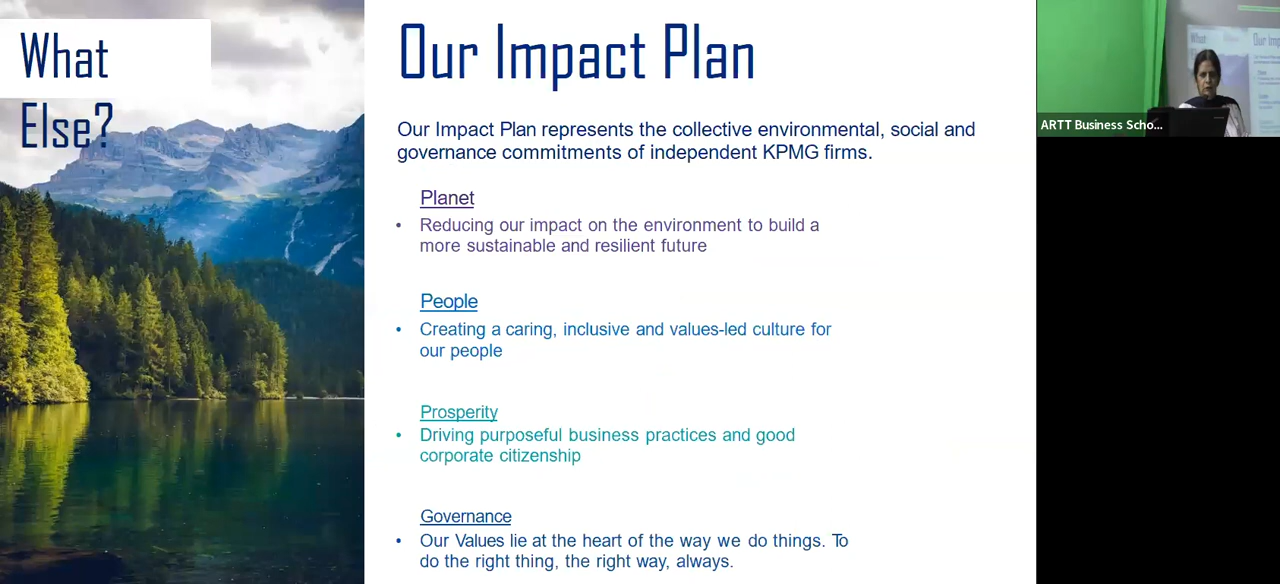 What
Else?
Our Impact Plan
Our Impact Plan represents the collective environmental, social and
governance commitments of independent KPMG firms.
Planet
• Reducing our impact on the environment to build a
more sustainable and resilient future
People
• Creating a caring, inclusive and values-led culture for
our people
Prosperity
• Driving purposeful business practices and good
corporate citizenship
Governance
• Our Values lie at the heart of the way we do things. To
do the right thing, the right way, always.
ARTT Business Scho...